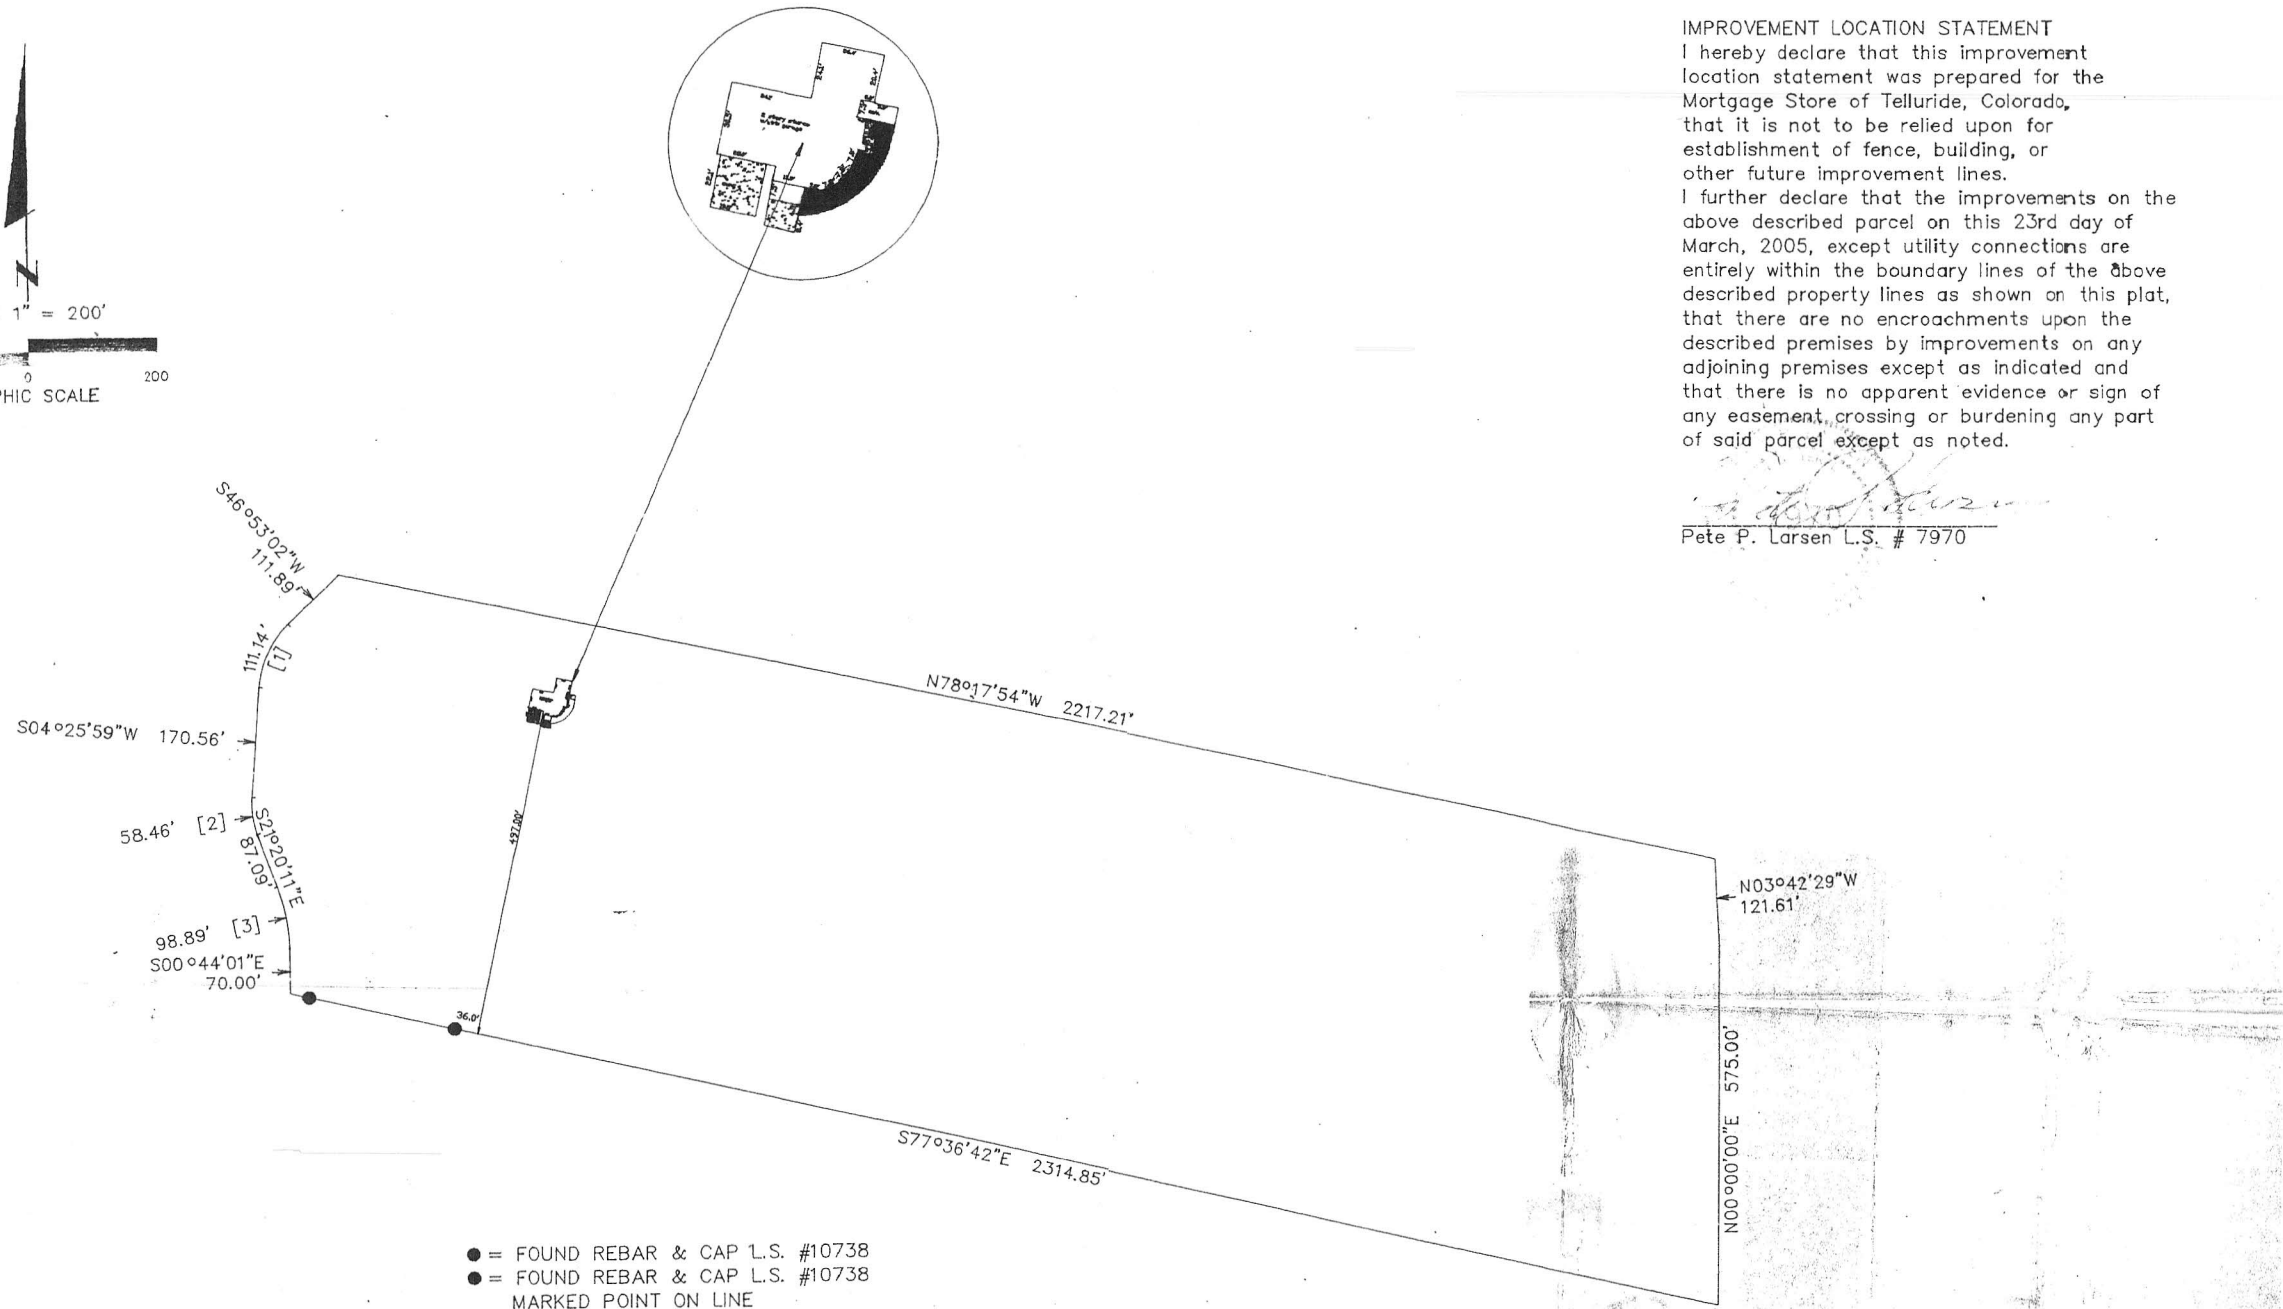 IMPROVEMENT LOCATION STATEMENT
I hereby declare that this improvement
location statement was prepared for the
Mortgage Store of Telluride, Colorado,
that it is not to be relied upon for
establishment of fence, building, or
other future improvement lines.
I further declare that the improvements on the
above described parcel on this 23rd day of
March, 2005, except utility connections are
entirely within the boundary lines of the above
described property lines as shown on this plat,
that there are no encroachments upon the
described premises by improvements on any
adjoining premises except as indicated and
that there is no apparent evidence or sign of
any easement crossing or burdening any part
of said parcel except as noted.
Pete P. Larsen L.S. # 7970
N
1" = 200'
0 200
PHIC SCALE
S46°53'02"W
111.89'
111.14'
[1]
S04°25'59"W 170.56'
58.46' [2]
S21°20'11"E
87.09'
98.89' [3]
S00°44'01"E
70.00'
497.00'
36.0'
N78°17'54"W 2217.21'
N03°42'29"W
121.61'
N00°00'00"E 575.00'
S77°36'42"E 2314.85'
● = FOUND REBAR & CAP L.S. #10738
● = FOUND REBAR & CAP L.S. #10738
MARKED POINT ON LINE